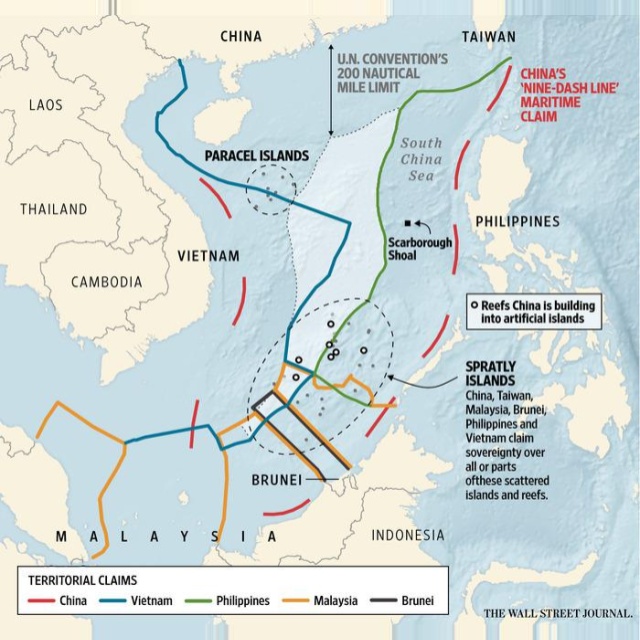 CHINA
TAIWAN
U.N. CONVENTION'S
200 NAUTICAL
MILE LIMIT
CHINA'S
'NINE-DASH LINE'
MARITIME
CLAIM
LAOS
South
China
Sea
PARACEL ISLANDS
THAILAND
PHILIPPINES
Scarborough
Shoal
VIETNAM
CAMBODIA
Reefs China is building
into artificial islands
SPRATLY
ISLANDS
China, Taiwan,
Malaysia, Brunei,
Philippines and
Vietnam claim
sovereignty over
all or parts
ofthese scattered
islands and reefs.
BRUNEI
MALAYSIA
INDONESIA
TERRITORIAL CLAIMS
China
Vietnam
Philippines
Malaysia
Brunei
THE WALL STREET JOURNAL.